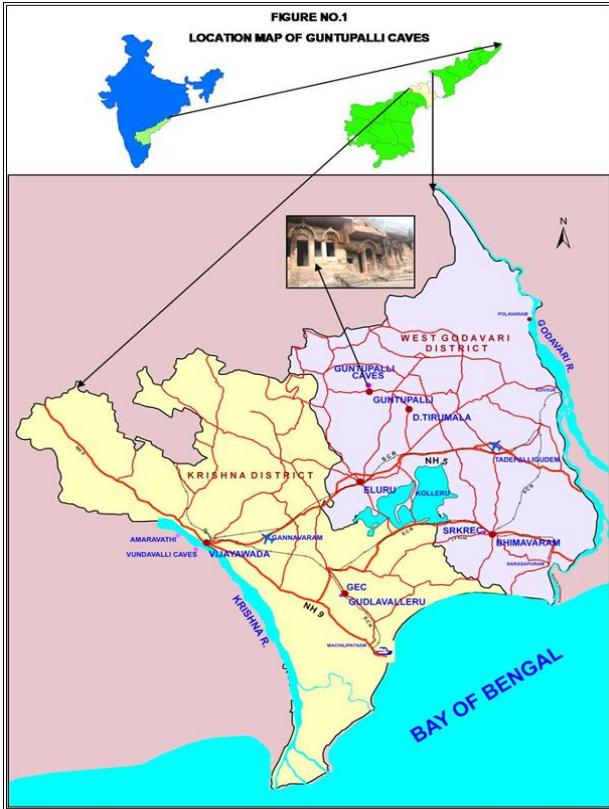 FIGURE NO.1
LOCATION MAP OF GUNTUPALLI CAVES
N
POLAVARAM
GODAVARI R.
WEST GODAVARI
DISTRICT
GUNTUPALLI
CAVES
GUNTUPALLI
D.TIRUMALA
KOVVUR
S C R
NH 5
TADEPALLIGUDEM
KRISHNA DISTRICT
ELURU
KOLLERU
S C R
S C R
SRKREC
BHIMAVARAM
NARASAPURAM
AMARAVATHI
VUNDAVALLI CAVES
VIJAYAWADA
GANNAVARAM
GEC
GUDLAVALLERU
S C R
KRISHNA R.
NH 9
MACHILIPATNAM
BAY OF BENGAL